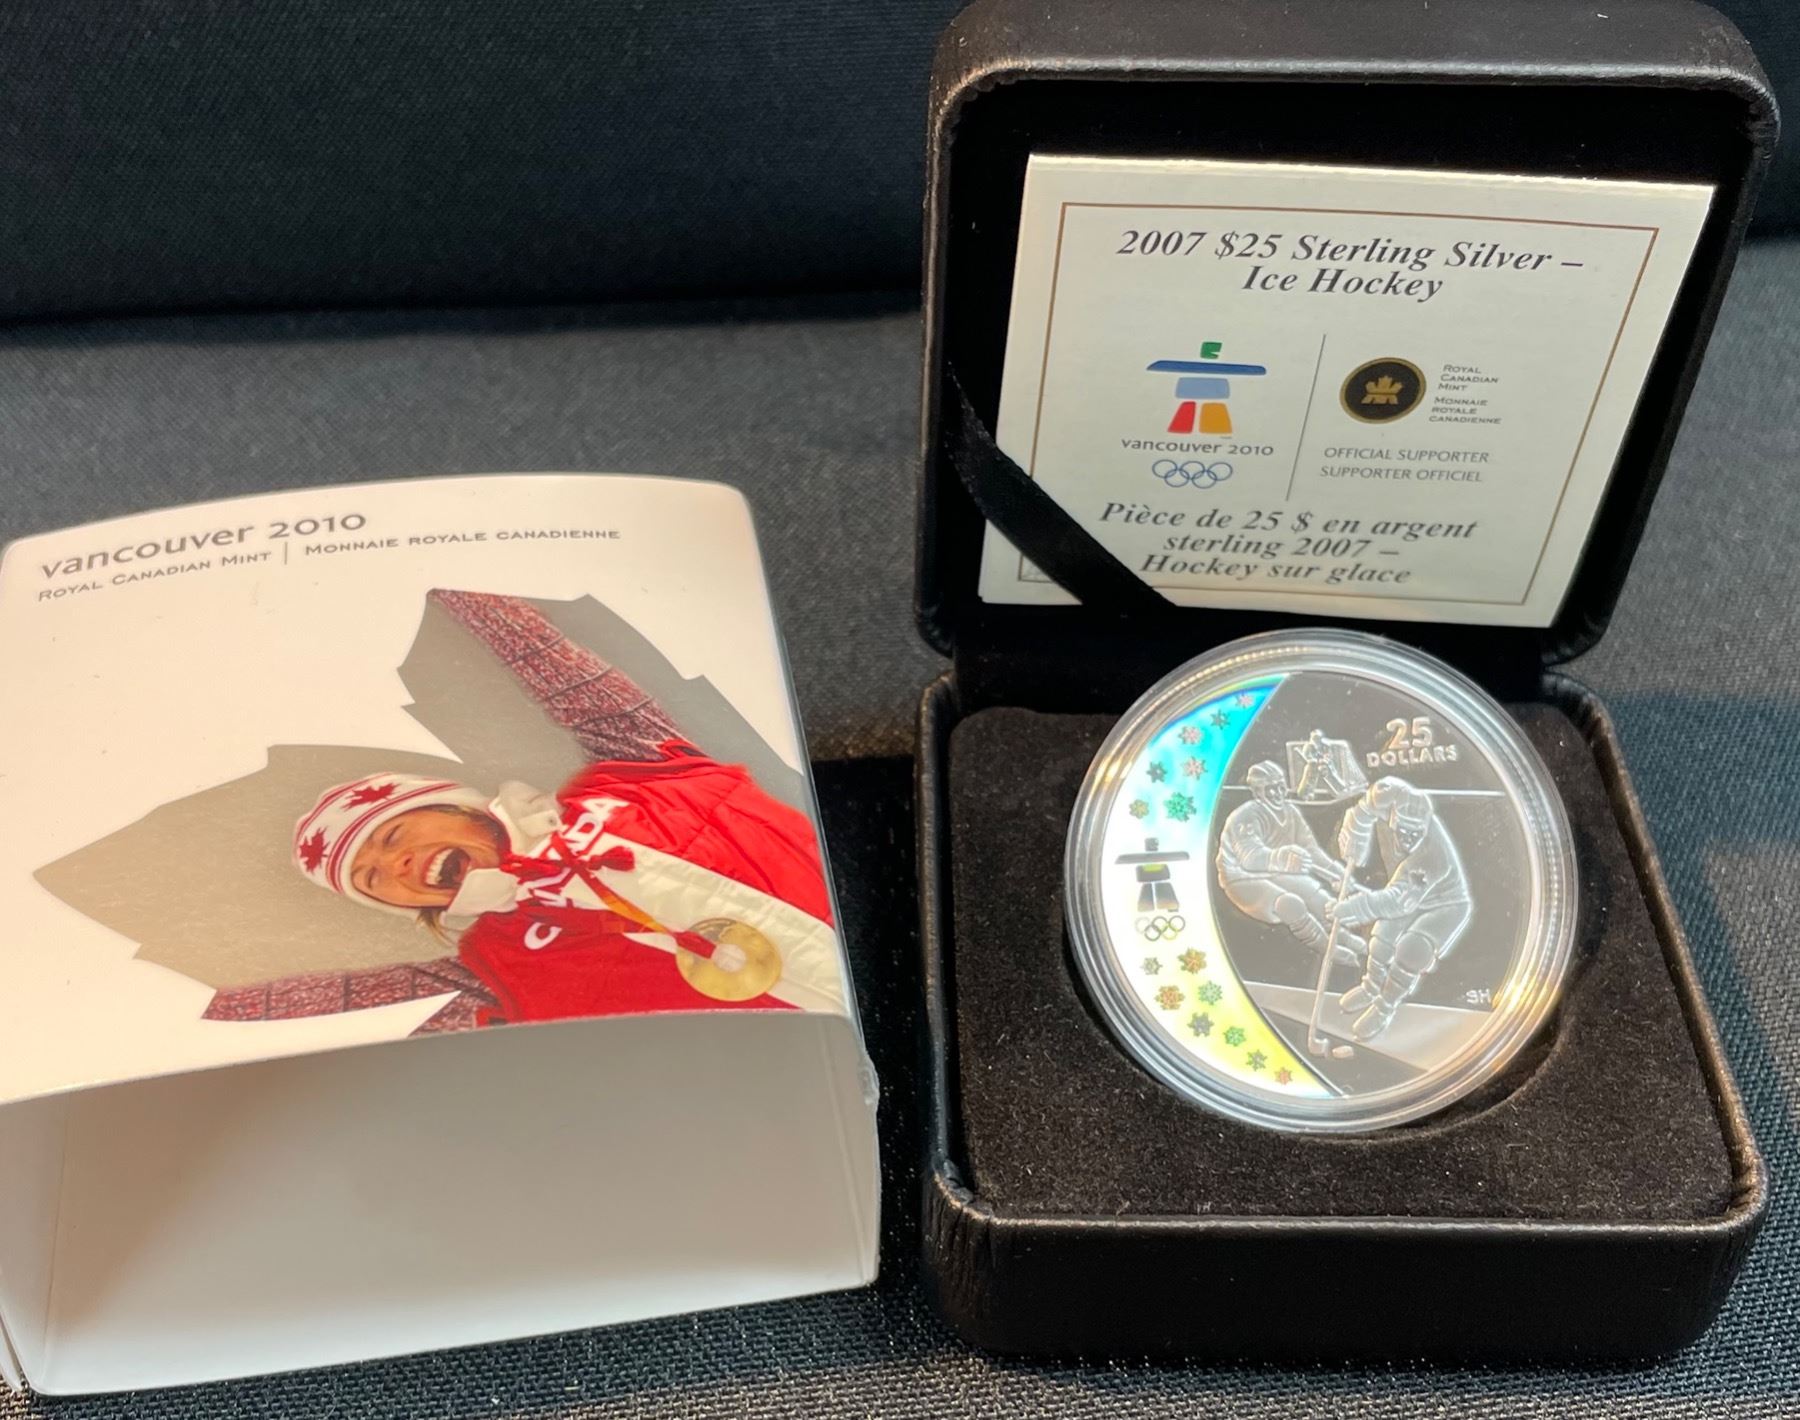 vancouver 2010
ROYAL CANADIAN MINT | MONNAIE ROYALE CANADIENNE
CANADA
2007 $25 Sterling Silver –
Ice Hockey
vancouver 2010
ROYAL
CANADIAN
MINT
MONNAIE
ROYALE
CANADIENNE
OFFICIAL SUPPORTER
SUPPORTER OFFICIEL
Pièce de 25 $ en argent
sterling 2007 –
Hockey sur glace
25
DOLLARS
SH